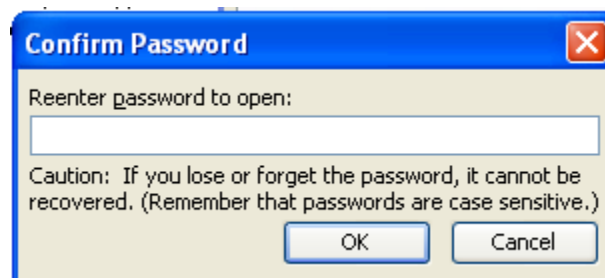 Confirm Password
Reenter password to open:
Caution: If you lose or forget the password, it cannot be
recovered. (Remember that passwords are case sensitive.)
OK
Cancel